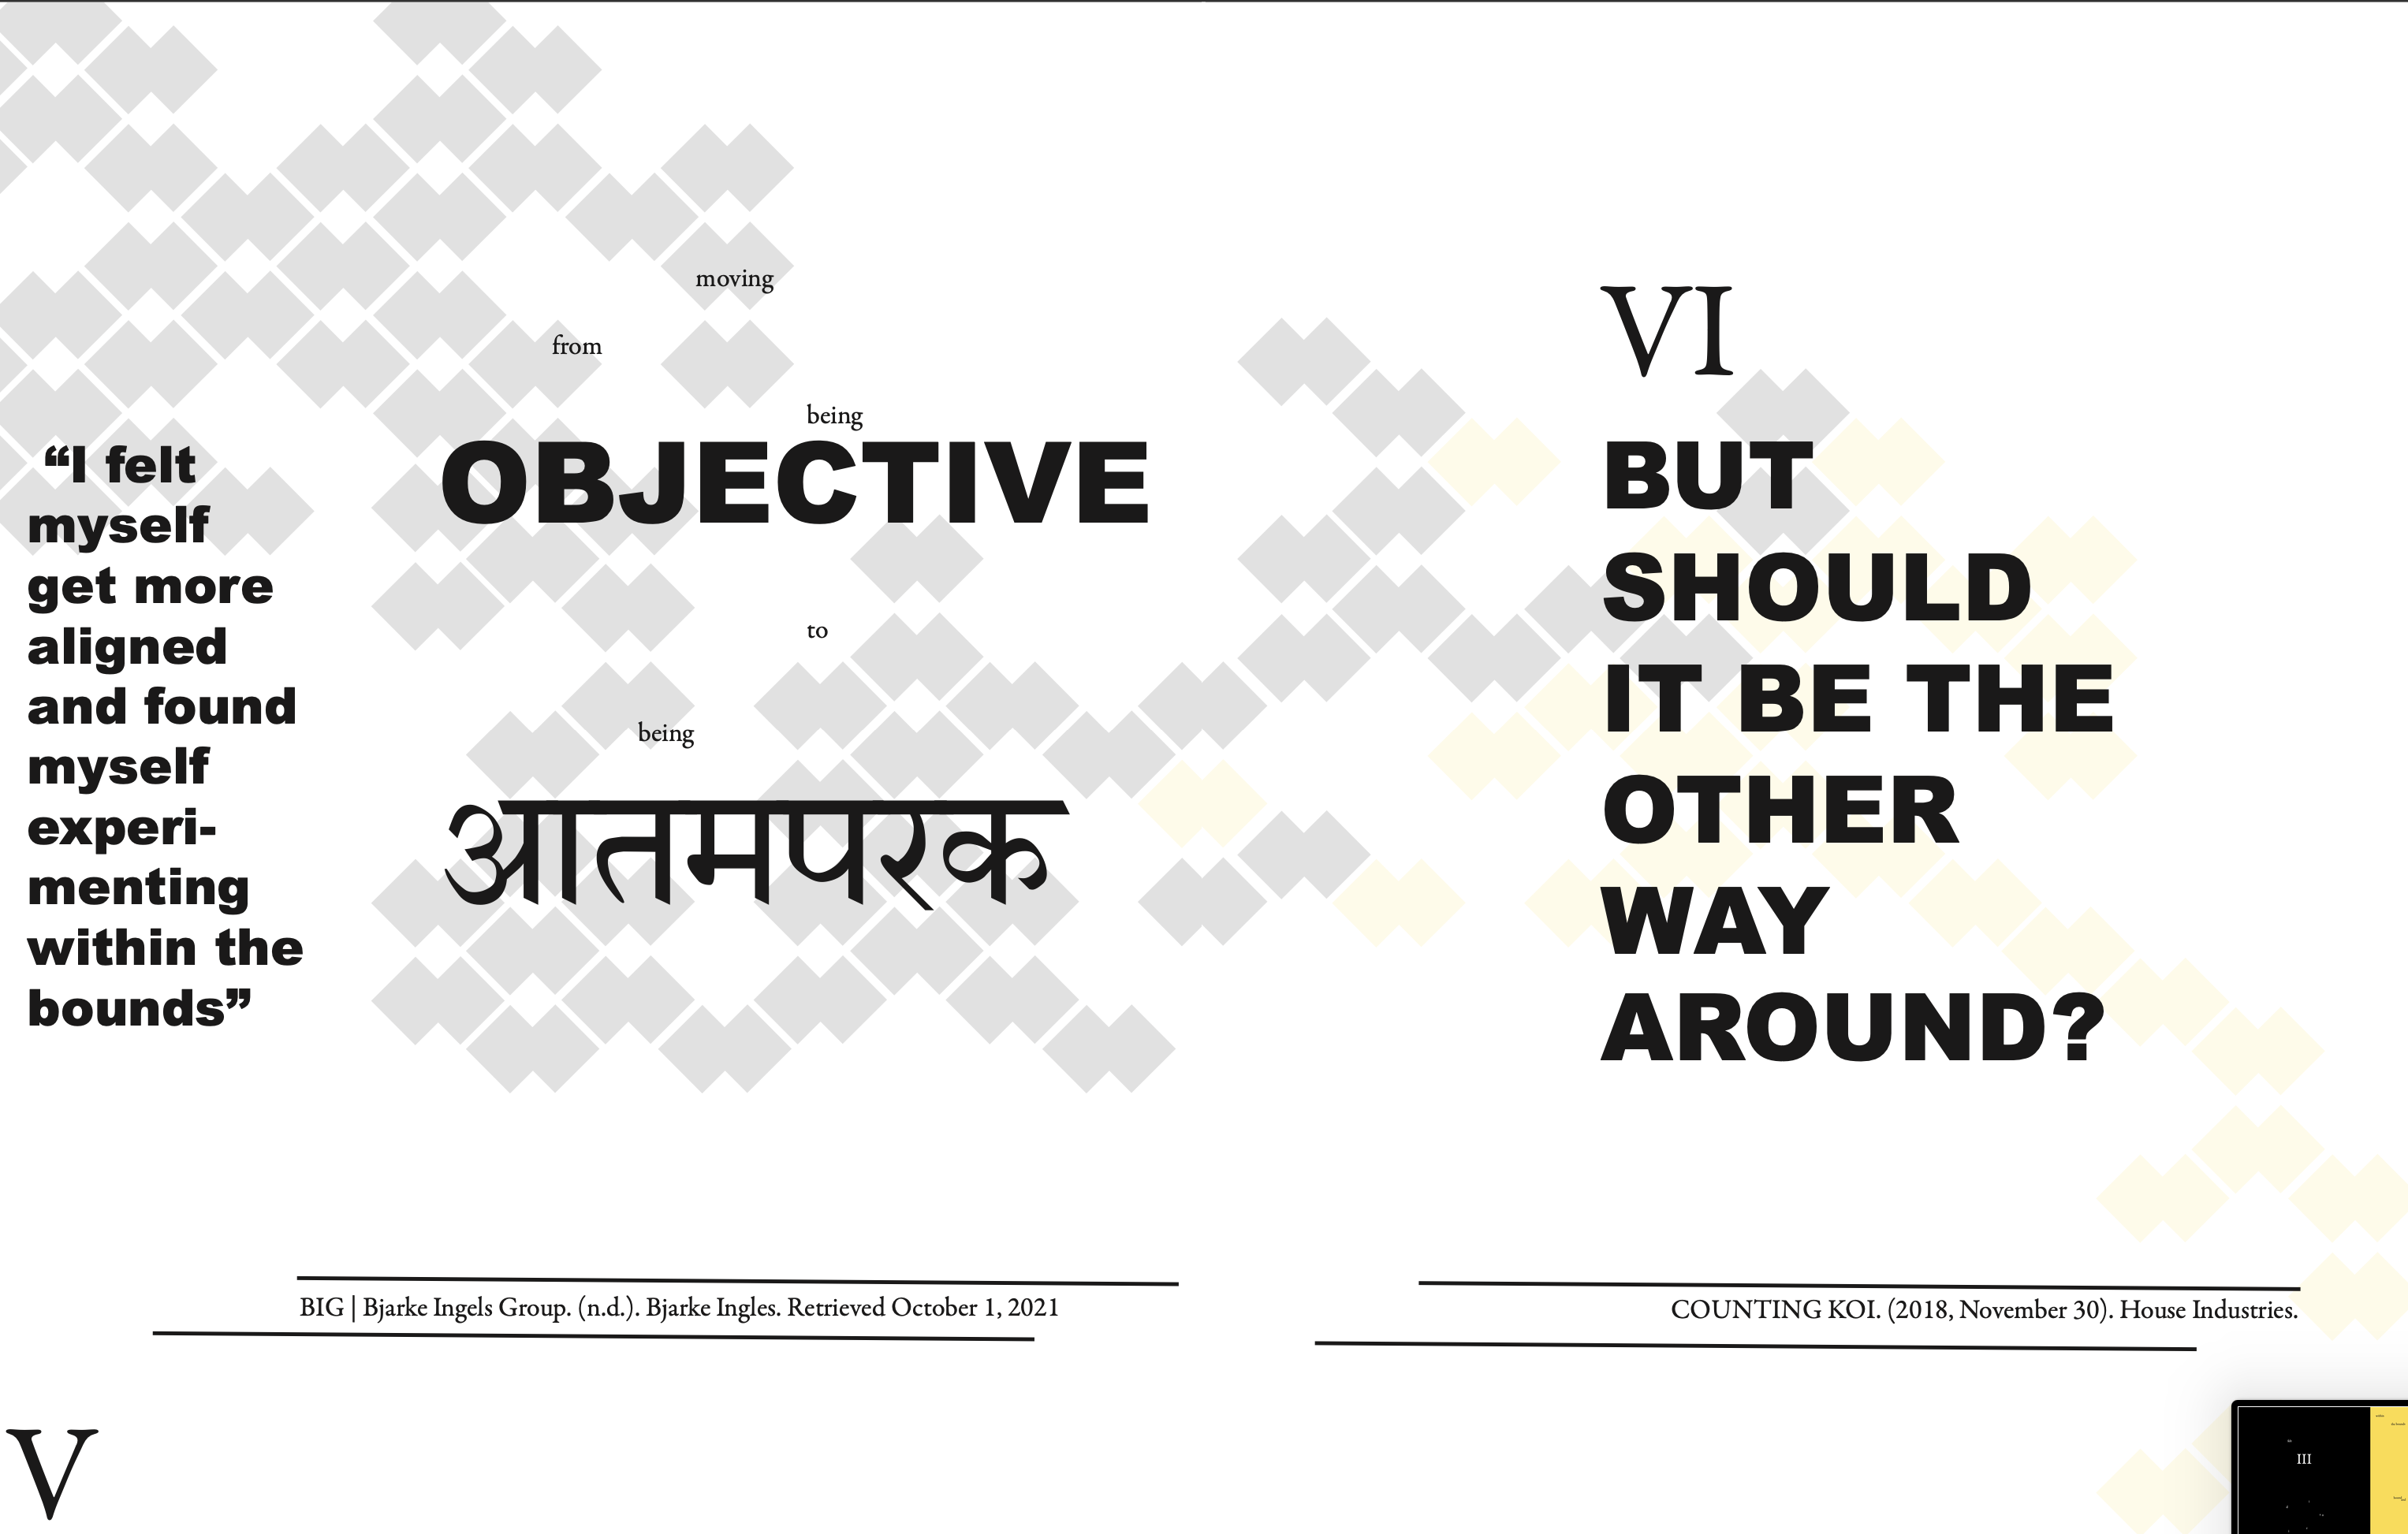 “I felt
myself
get more
aligned
and found
myself
experi-
menting
within the
bounds”
moving
from
being
OBJECTIVE
to
being
आतमपर्क
BIG | Bjarke Ingels Group. (n.d.). Bjarke Ingles. Retrieved October 1, 2021
V
VI
BUT
SHOULD
IT BE THE
OTHER
WAY
AROUND?
COUNTING KOI. (2018, November 30). House Industries.
III